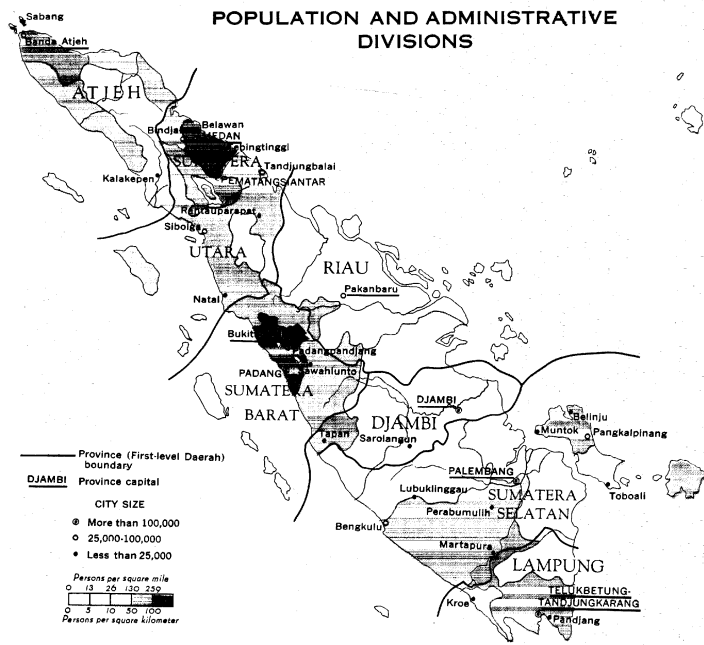 POPULATION AND ADMINISTRATIVE
DIVISIONS
Sabang
Banda Atjeh
ATJEH
Belawan
Bindjai
MEDAN
Tebingtinggi
SUMATERA
Tandjungbalai
Kalakepen
PEMATANGSIANTAR
Rantauparapat
Sibolga
UTARA
RIAU
Pakanbaru
Natal
Padangpandjang
PADANG
Sawahlunto
SUMATERA
BARAT
DJAMBI
DJAMBI
Belinju
Tapan
Sarolangun
Muntok
Pangkalpinang
Province (First-level Daerah)
boundary
PALEMBANG
DJAMBI Province capital
Lubuklinggau
SUMATERA
Toboali
CITY SIZE
Perabumulih
SELATAN
More than 100,000
Bengkulu
25,000-100,000
Martapura
Less than 25,000
LAMPUNG
Persons per square mile
0 13 26 130 259
TELUKBETUNG-
Kroe
TANDJUNGKARANG
0 5 10 50 100
Pandjang
Persons per square kilometer